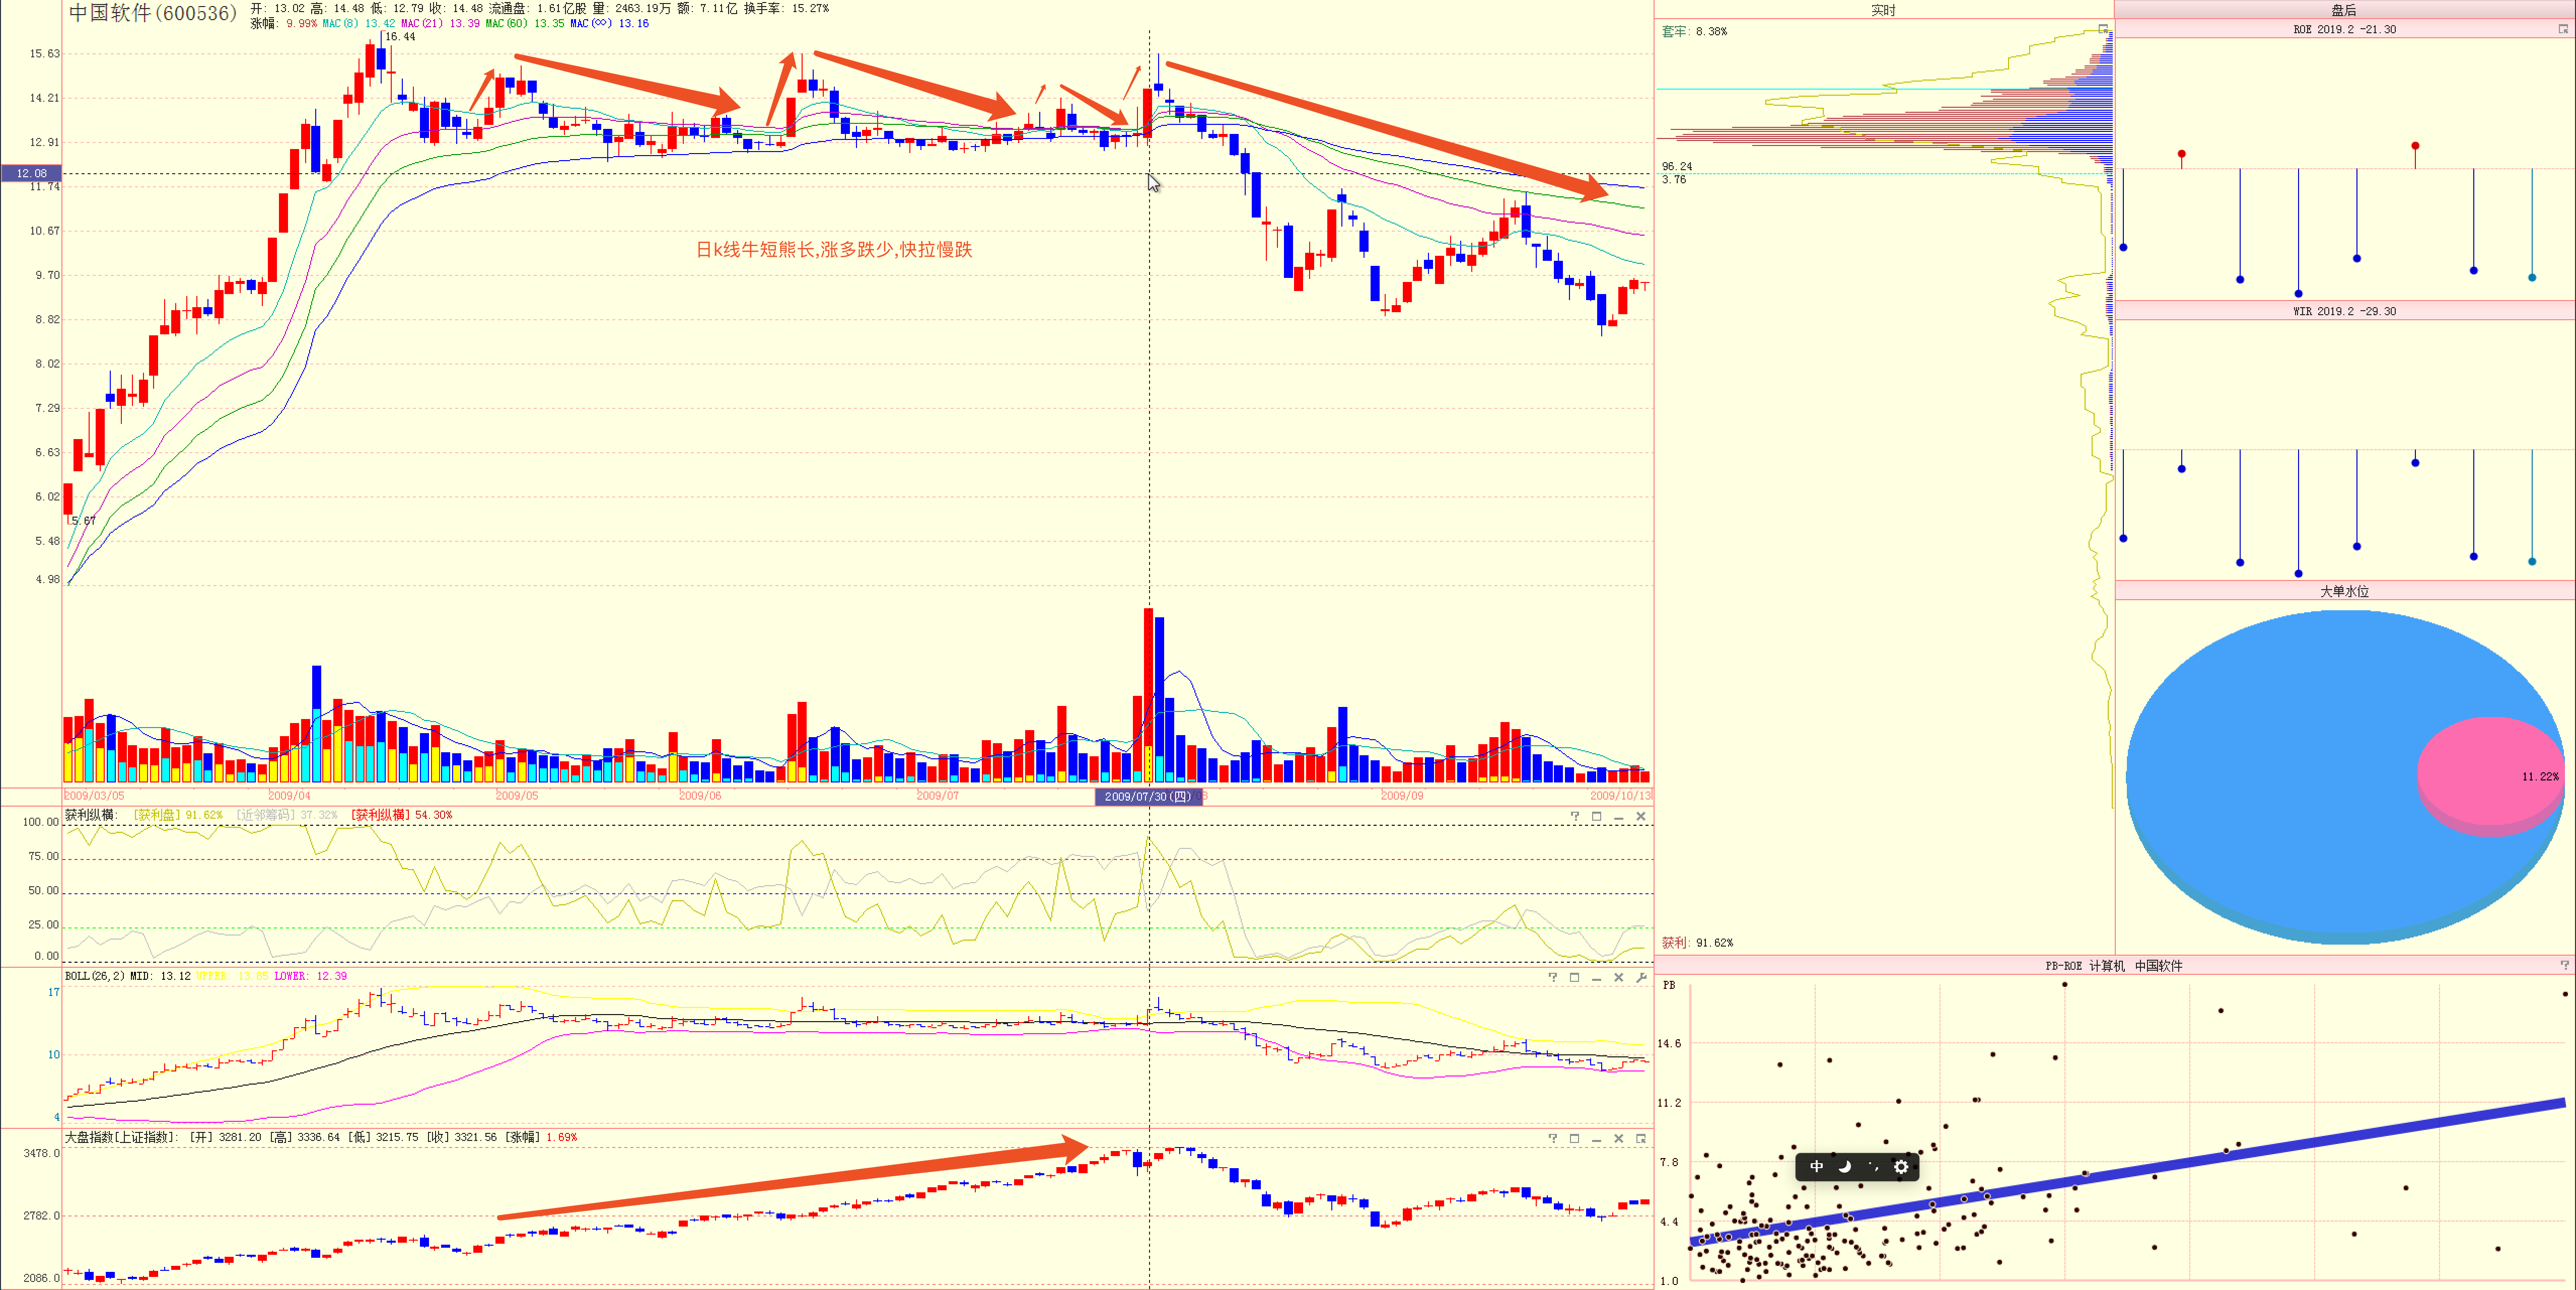 中国软件(600536)
开: 13.02 高: 14.48 低: 12.79 收: 14.48 流通盘: 1.61亿股 量: 2463.19万 额: 7.11亿 换手率: 15.27%
涨幅: 9.99% MAC(8) 13.42 MAC(21) 13.39 MAC(60) 13.35 MAC(∞) 13.16
16.44
15.63
14.21
12.91
12.08
11.74
10.67
9.70
8.82
8.02
7.29
6.63
6.02
5.67
5.48
4.98
日k线牛短熊长,涨多跌少,快拉慢跌
2009/03/05
2009/04
2009/05
2009/06
2009/07
2009/07/30(四)
2009/09
2009/10/13
获利纵横: [获利盘] 91.62% [近邻筹码] 37.32% [获利纵横] 54.30%
100.00
75.00
50.00
25.00
0.00
BOLL(26,2) MID: 13.12 UPPER: 13.85 LOWER: 12.39
17
10
4
大盘指数[上证指数]: [开] 3281.20 [高] 3336.64 [低] 3215.75 [收] 3321.56 [涨幅] 1.69%
3478.0
2782.0
2086.0
实时
套牢: 8.38%
96.24
3.76
获利: 91.62%
盘后
ROE 2019.2 -21.30
WIR 2019.2 -29.30
大单水位
11.22%
PB-ROE 计算机 中国软件
PB
14.6
11.2
7.8
4.4
1.0
中